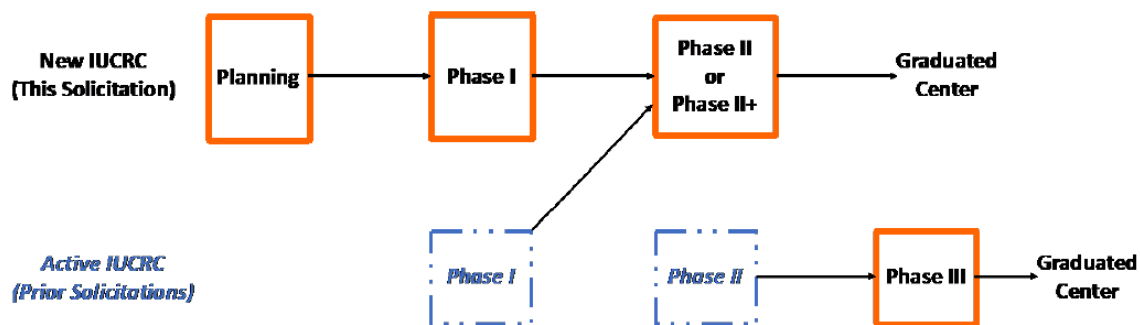 New IUCRC
(This Solicitation)
Planning
Phase I
Phase II
or
Phase II+
Graduated
Center
Active IUCRC
(Prior Solicitations)
Phase I
Phase II
Phase III
Graduated
Center